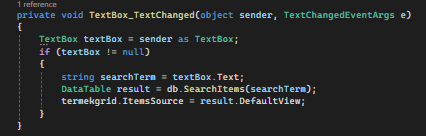 1 reference
private void TextBox_TextChanged(object sender, TextChangedEventArgs e)
{
TextBox textBox = sender as TextBox;
if (textBox != null)
{
string searchTerm = textBox.Text;
DataTable result = db.SearchItems(searchTerm);
termekgrid.ItemsSource = result.DefaultView;
}
}